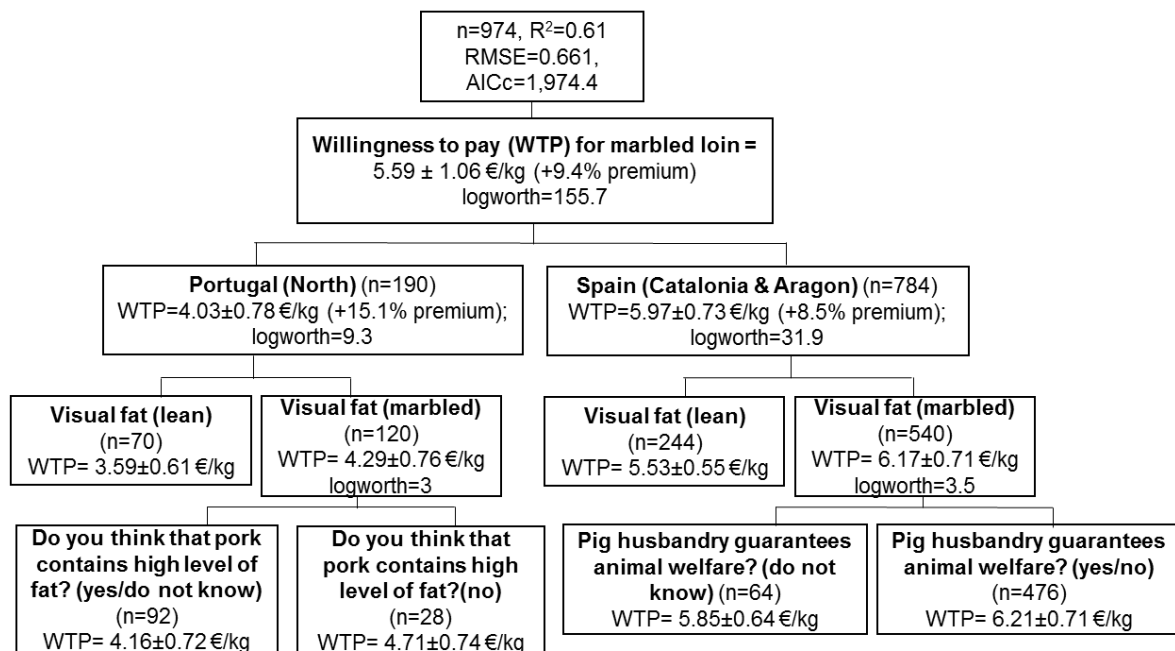 n=974, R²=0.61
RMSE=0.661,
AICc=1,974.4
Willingness to pay (WTP) for marbled loin =
5.59 ± 1.06 €/kg (+9.4% premium)
logworth=155.7
Portugal (North) (n=190)
WTP=4.03±0.78 €/kg (+15.1% premium);
logworth=9.3
Spain (Catalonia & Aragon) (n=784)
WTP=5.97±0.73 €/kg (+8.5% premium);
logworth=31.9
Visual fat (lean)
(n=70)
WTP= 3.59±0.61 €/kg
Visual fat (marbled)
(n=120)
WTP= 4.29±0.76 €/kg
logworth=3
Visual fat (lean)
(n=244)
WTP= 5.53±0.55 €/kg
Visual fat (marbled)
(n=540)
WTP= 6.17±0.71 €/kg
logworth=3.5
Do you think that pork
contains high level of
fat? (yes/do not know)
(n=92)
WTP= 4.16±0.72 €/kg
Do you think that
pork contains high
level of fat?(no)
(n=28)
WTP= 4.71±0.74 €/kg
Pig husbandry guarantees
animal welfare? (do not
know) (n=64)
WTP= 5.85±0.64 €/kg
Pig husbandry guarantees
animal welfare? (yes/no)
(n=476)
WTP= 6.21±0.71 €/kg